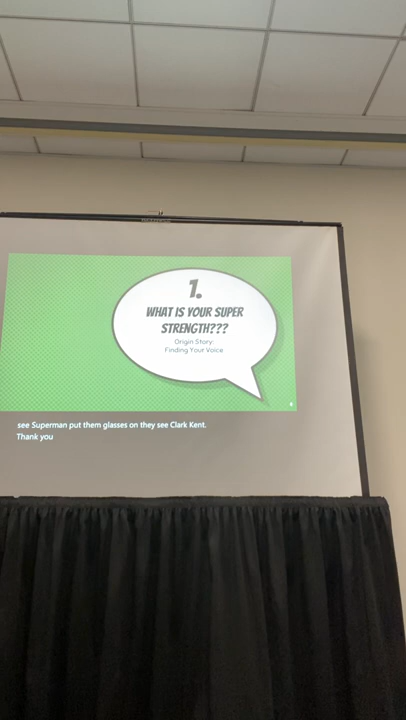 1.
WHAT IS YOUR SUPER
STRENGTH???
Origin Story:
Finding Your Voice
see Superman put them glasses on they see Clark Kent.
Thank you